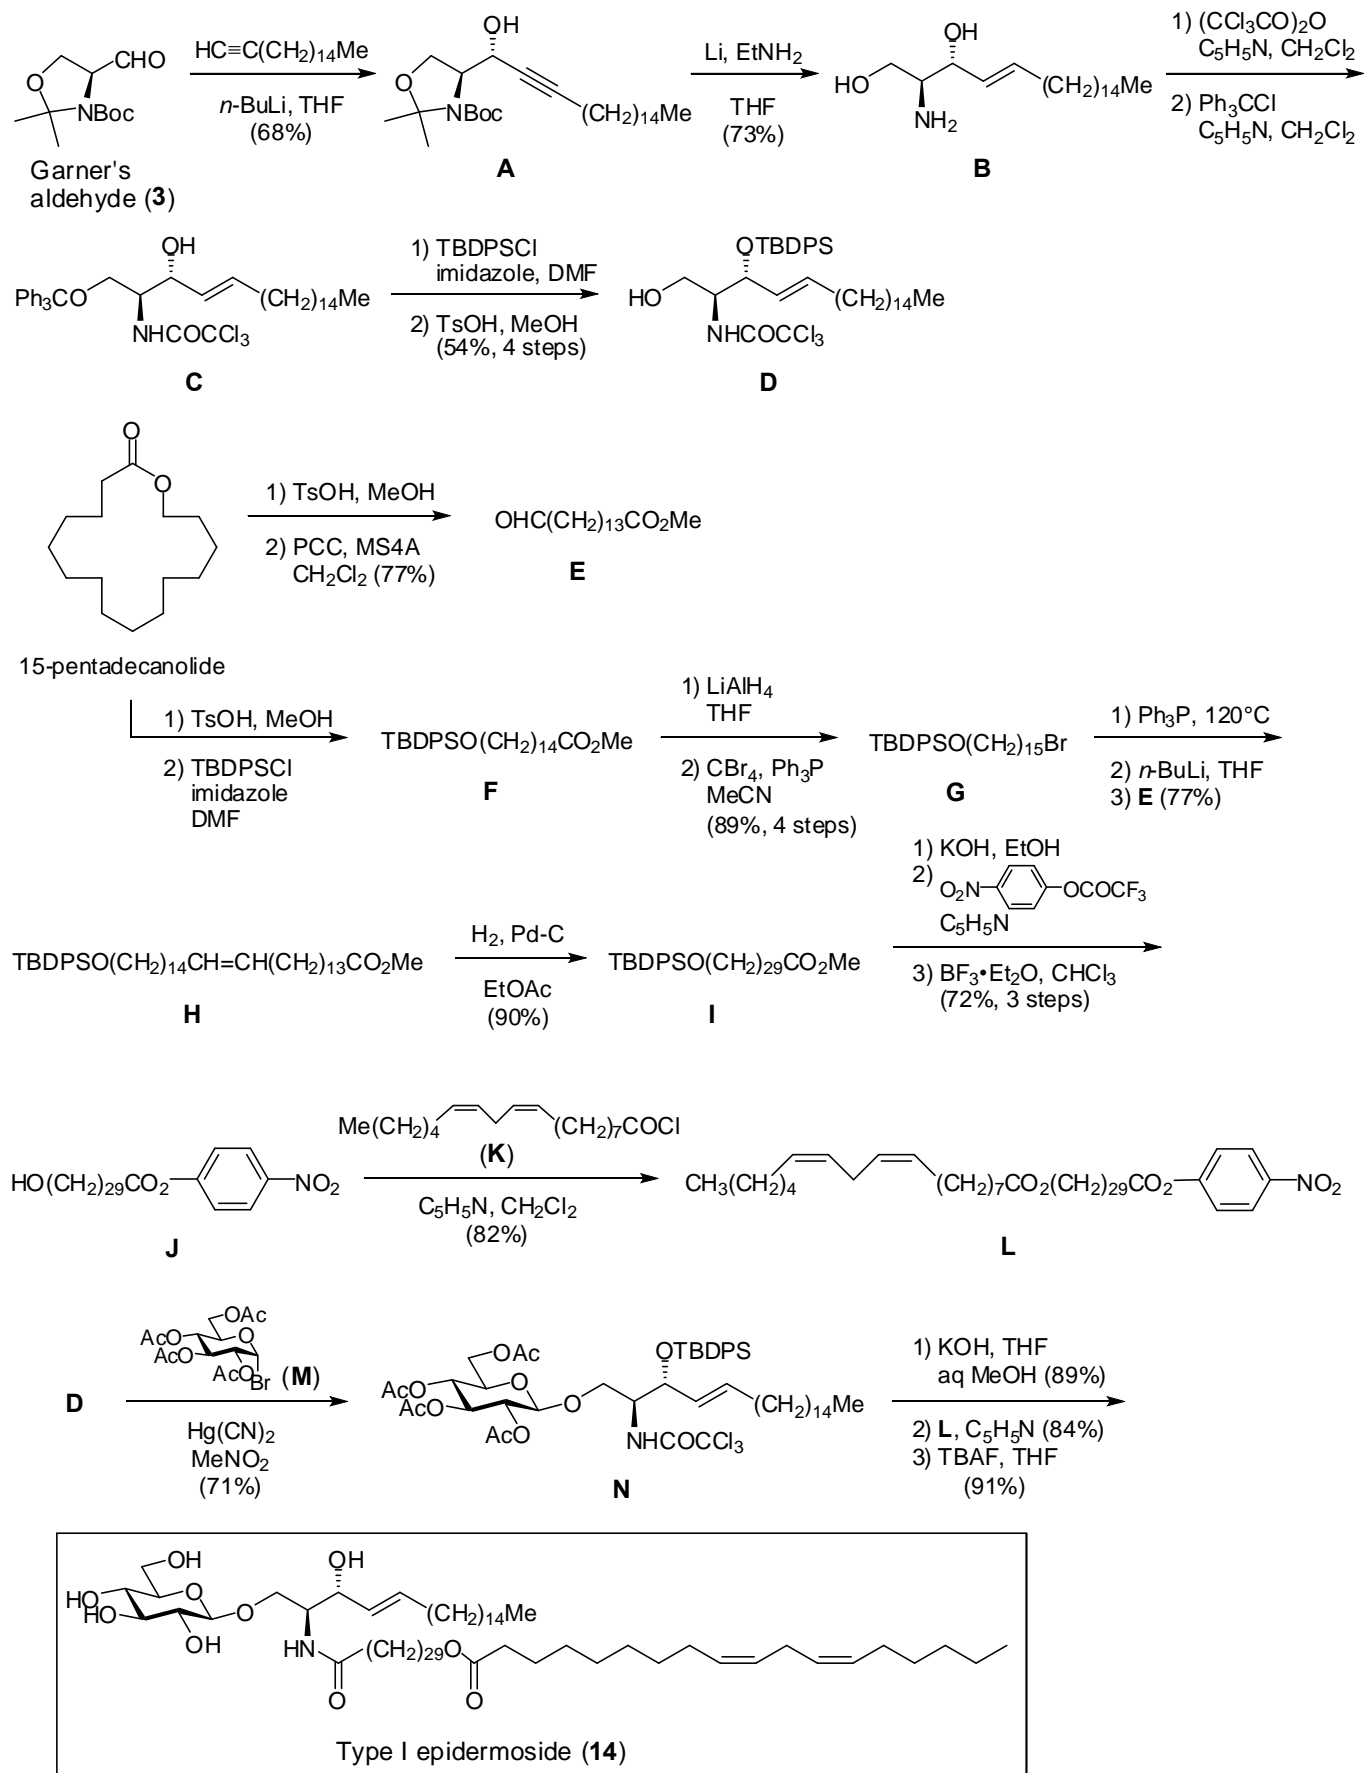 OH
CHO
O
NBoc
Garner's
aldehyde (3)
HC≡C(CH2)14Me
n-BuLi, THF
(68%)
O
NBoc
(CH2)14Me
A
Li, EtNH2
THF
(73%)
OH
HO
NH2
(CH2)14Me
B
1) (CCl3CO)2O
C5H5N, CH2Cl2
2) Ph3CCl
C5H5N, CH2Cl2
OH
Ph3CO
(CH2)14Me
NHCOCCl3
C
1) TBDPSCl
imidazole, DMF
2) TsOH, MeOH
(54%, 4 steps)
OTBDPS
HO
(CH2)14Me
NHCOCCl3
D
O
O
15-pentadecanolide
1) TsOH, MeOH
2) PCC, MS4A
CH2Cl2 (77%)
OHC(CH2)13CO2Me
E
1) TsOH, MeOH
2) TBDPSCl
imidazole
DMF
TBDPSO(CH2)14CO2Me
F
1) LiAlH4
THF
2) CBr4, Ph3P
MeCN
(89%, 4 steps)
TBDPSO(CH2)15Br
G
1) Ph3P, 120°C
2) n-BuLi, THF
3) E (77%)
TBDPSO(CH2)14CH=CH(CH2)13CO2Me
H
H2, Pd-C
EtOAc
(90%)
TBDPSO(CH2)29CO2Me
I
1) KOH, EtOH
2)
O2N
OCOCF3
C5H5N
3) BF3•Et2O, CHCl3
(72%, 3 steps)
HO(CH2)29CO2
NO2
J
Me(CH2)4
(CH2)7COCl
(K)
C5H5N, CH2Cl2
(82%)
CH3(CH2)4
(CH2)7CO2(CH2)29CO2
NO2
L
D
OAc
AcO
O
AcO
AcO
Br
(M)
Hg(CN)2
MeNO2
(71%)
OAc
AcO
O
AcO
AcO
O
OTBDPS
(CH2)14Me
NHCOCCl3
N
1) KOH, THF
aq MeOH (89%)
2) L, C5H5N (84%)
3) TBAF, THF
(91%)
OH
HO
O
HO
OH
O
OH
(CH2)14Me
HN
(CH2)29O
O
O
Type I epidermoside (14)